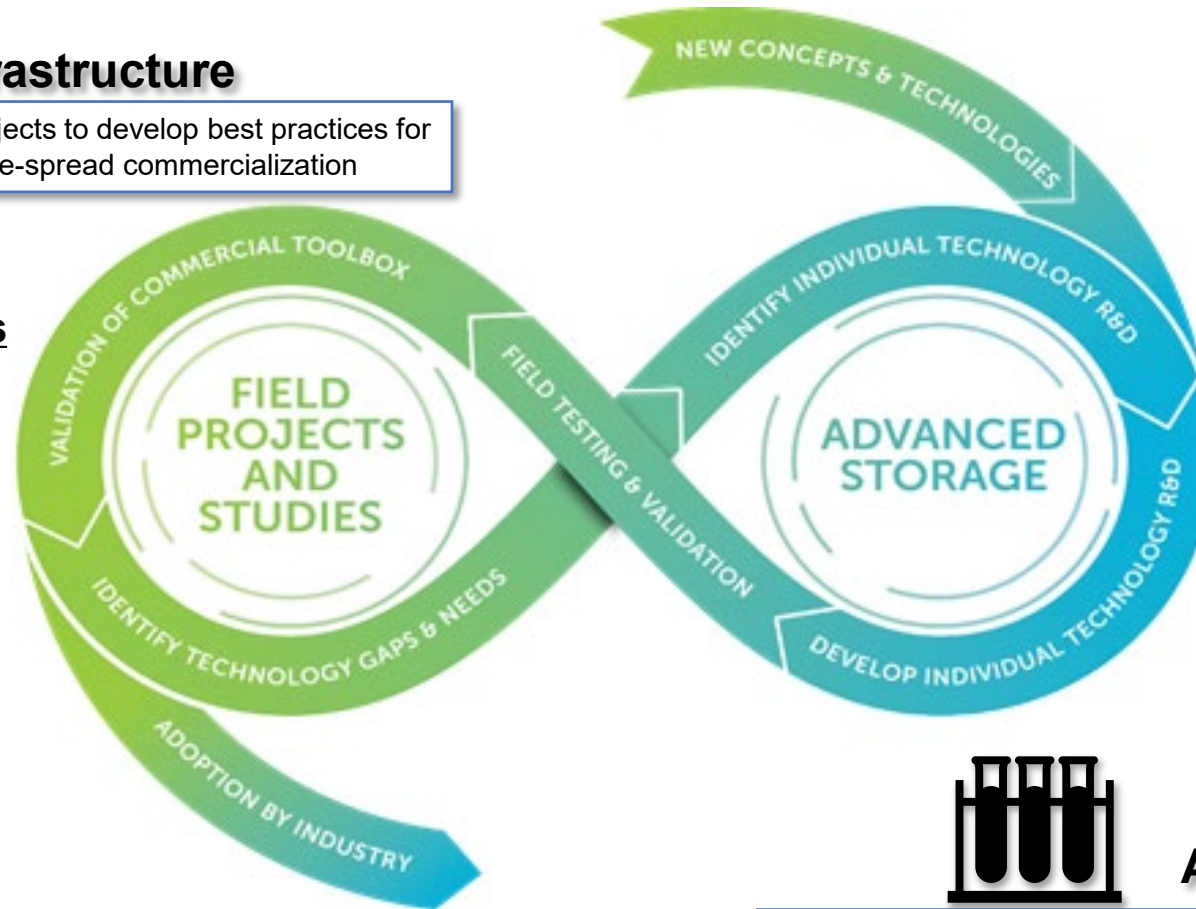 rastructure
jects to develop best practices for
e-spread commercialization
s
NEW CONCEPTS & TECHNOLOGIES
VALIDATION OF COMMERCIAL TOOLBOX
IDENTIFY INDIVIDUAL TECHNOLOGY R&D
FIELD TESTING & VALIDATION
FIELD
PROJECTS
AND
STUDIES
ADVANCED
STORAGE
IDENTIFY TECHNOLOGY GAPS & NEEDS
DEVELOP INDIVIDUAL TECHNOLOGY R&D
ADOPTION BY INDUSTRY
A